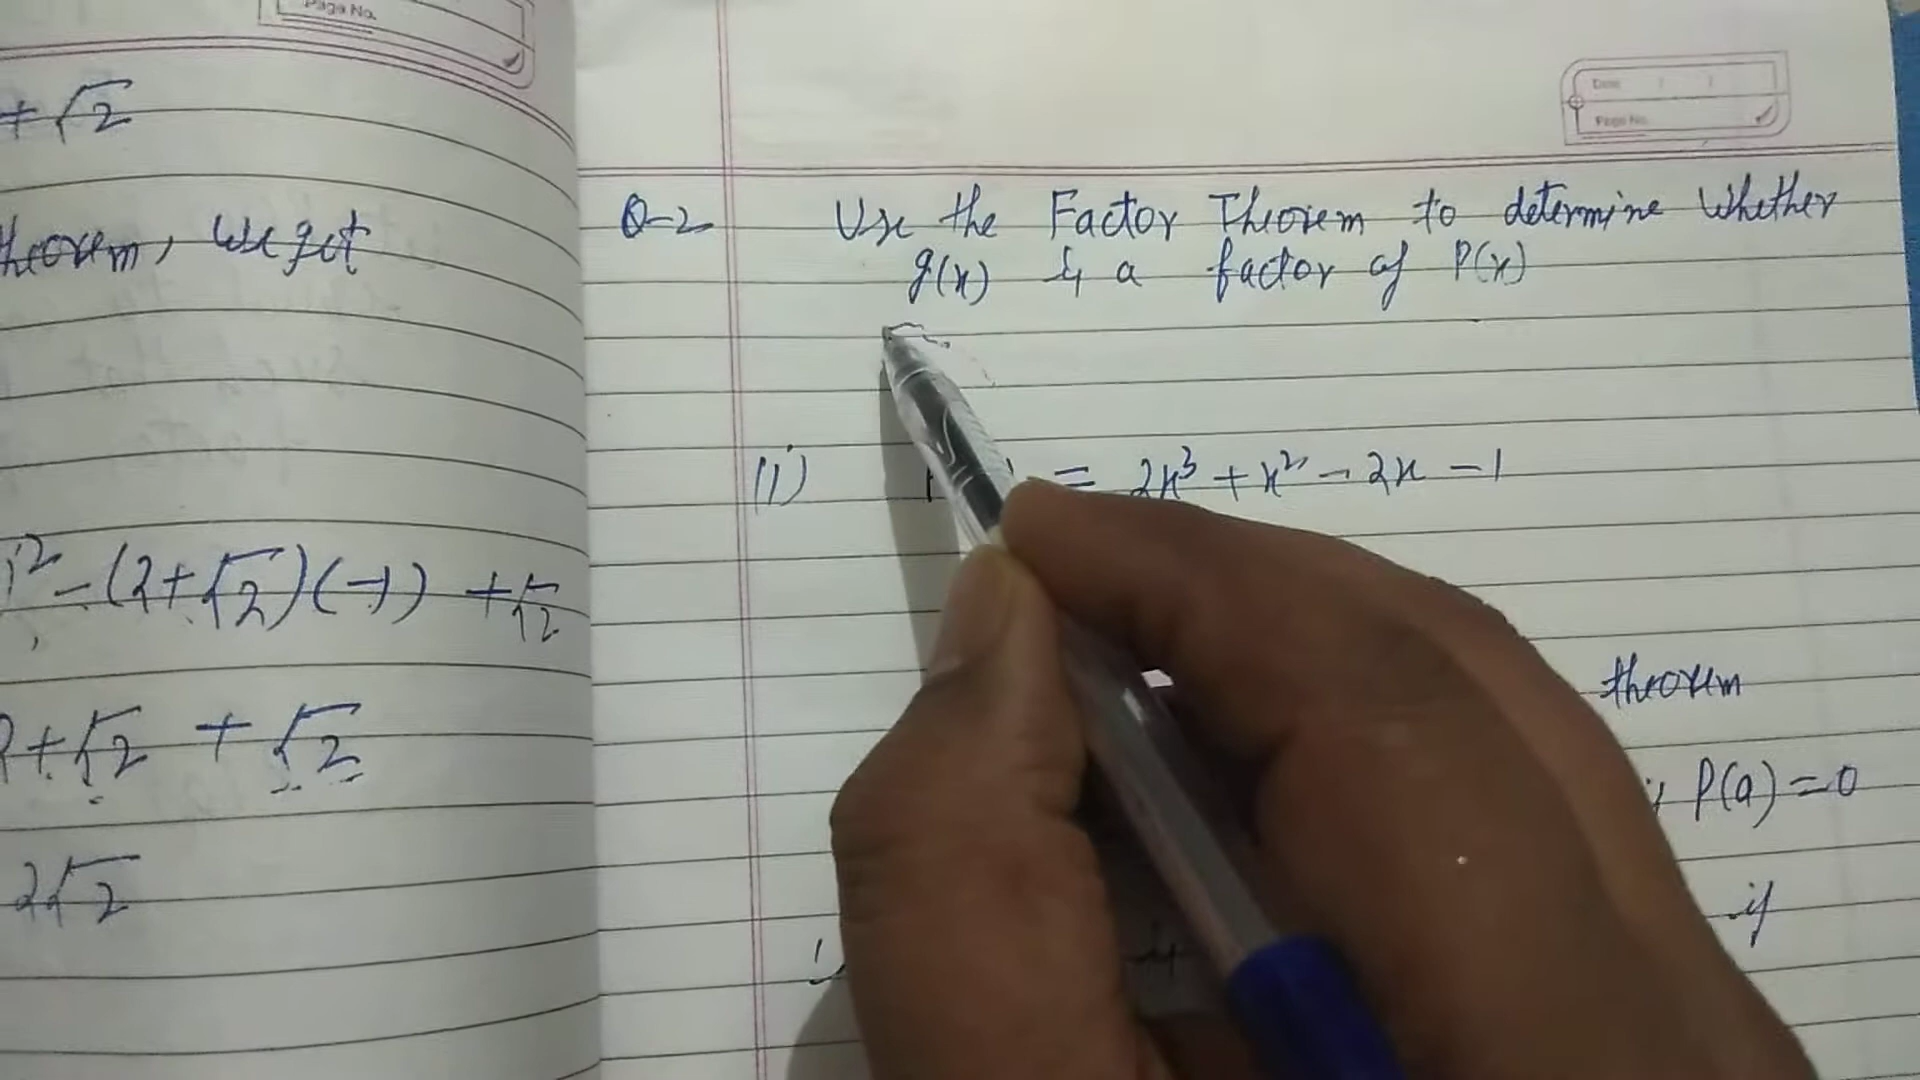 Page No.
+ √2
theorem, we get
² - (2+√2)(-1) + √2
+ √2 + √2
2√2
Date
Page No.
Q-2 Use the Factor Theorem to determine whether
g(x) is a factor of P(x)
(i) = 2x³ + x² - 2x - 1
theorem
P(a) = 0
if